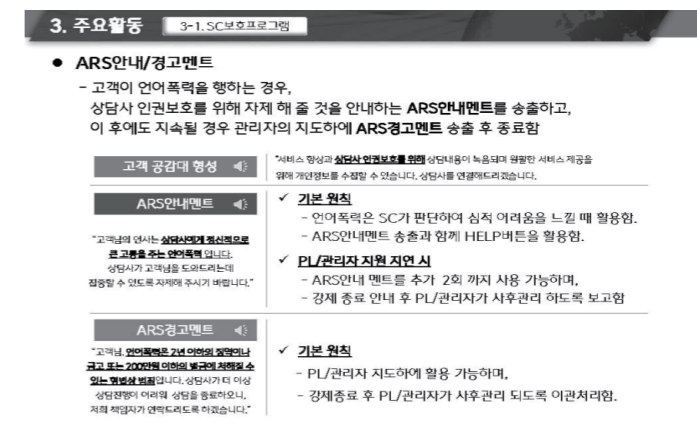 3. 주요활동
3-1.SC보호프로그램
● ARS안내/경고멘트
- 고객이 언어폭력을 행하는 경우,
상담사 인권보호를 위해 자제 해 줄 것을 안내하는 ARS안내멘트를 송출하고,
이 후에도 지속될 경우 관리자의 지도하에 ARS경고멘트 송출 후 종료함
고객 공감대 형성
"서비스 향상과 상담사 인권보호를 위해 상담내용이 녹음되며 원활한 서비스 제공을
위해 개인정보를 수집할 수 있습니다. 상담사를 연결해드리겠습니다.
ARS안내멘트
"고객님의 언사는 상담사에게 정신적으로
큰 고통을 주는 언어폭력 입니다.
상담사가 고객님을 도와드리는데
집중할 수 있도록 자제해 주시기 바랍니다."
✓ 기본 원칙
- 언어폭력은 SC가 판단하여 심적 어려움을 느낄 때 활용함.
- ARS안내멘트 송출과 함께 HELP버튼을 활용함.
✓ PL/관리자 지원 지연 시
- ARS안내 멘트를 추가 2회 까지 사용 가능하며,
- 강제 종료 안내 후 PL/관리자가 사후관리 하도록 보고함
ARS경고멘트
"고객님, 언어폭력은 2년 이하의 징역이나
금고 또는 200만원 이하의 벌금에 처해질 수
있는 형법상 범죄입니다. 상담사가 더 이상
상담진행이 어려워 상담을 종료하오니,
저희 책임자가 연락드리도록 하겠습니다."
✓ 기본 원칙
- PL/관리자 지도하에 활용 가능하며,
- 강제종료 후 PL/관리자가 사후관리 되도록 이관처리함.